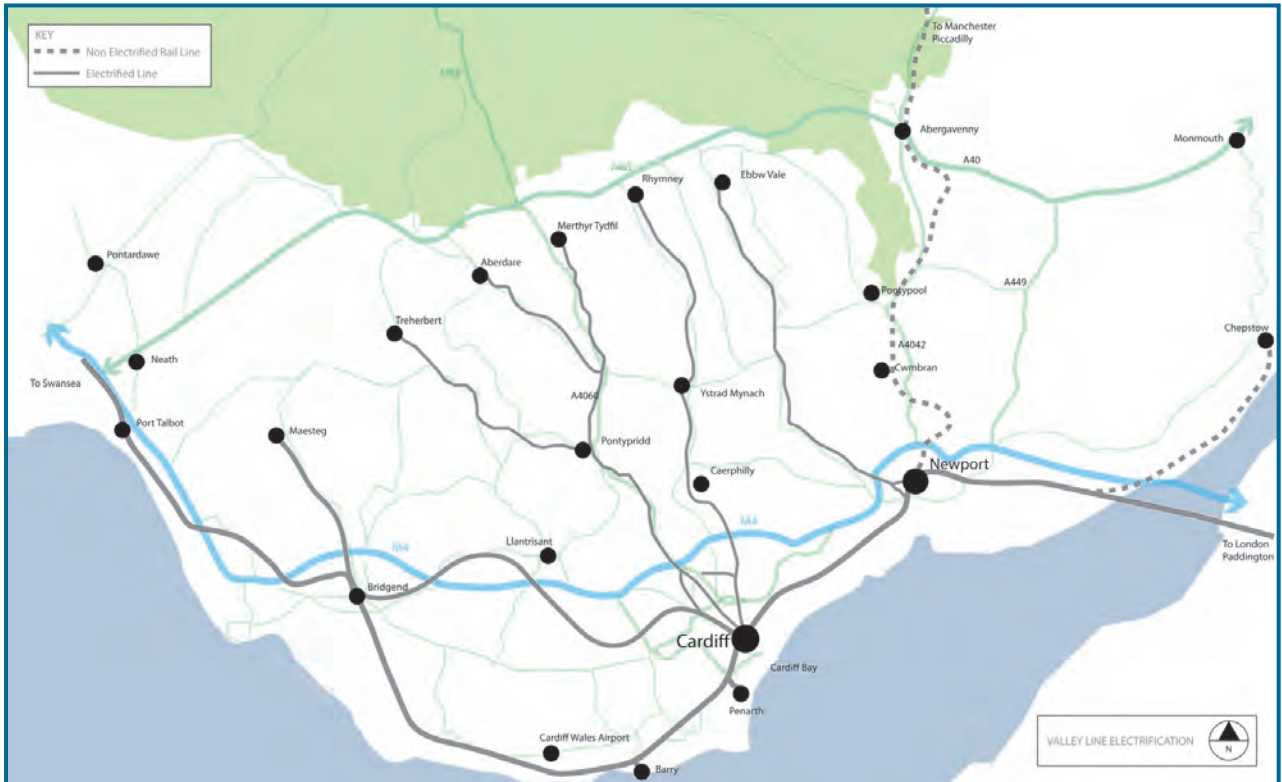 KEY
Non Electrified Rail Line
Electrified Line
To Manchester
Piccadilly
Abergavenny
Monmouth
A40
Rhymney
Ebbw Vale
Merthyr Tydfil
Pontardawe
Aberdare
A449
Pontypool
Treherbert
Chepstow
A4042
Neath
Cwmbran
To Swansea
A4060
Ystrad Mynach
Port Talbot
Maesteg
Pontypridd
Newport
Caerphilly
M4
To London
Paddington
Llantrisant
M4
Bridgend
Cardiff
Cardiff Bay
Penarth
Cardiff Wales Airport
VALLEY LINE ELECTRIFICATION
N
Barry